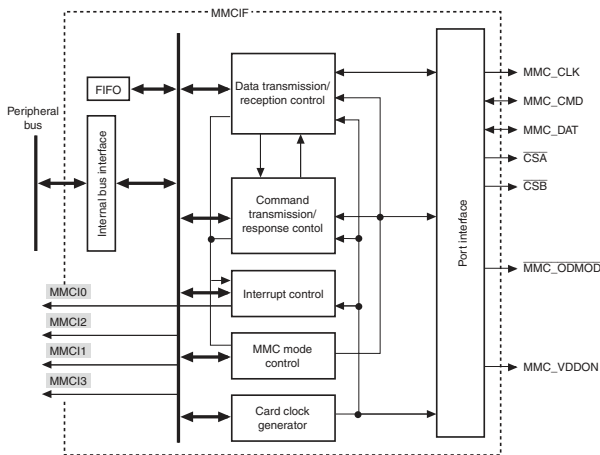 MMCIF
FIFO
Data transmission/
reception control
MMC_CLK
MMC_CMD
MMC_DAT
CSA
CSB
Peripheral
bus
Internal bus interface
Command
transmission/
response contol
Port interface
MMC_ODMOD
MMCI0
Interrupt control
MMCI2
MMCI1
MMC mode
control
MMC_VDDON
MMCI3
Card clock
generator